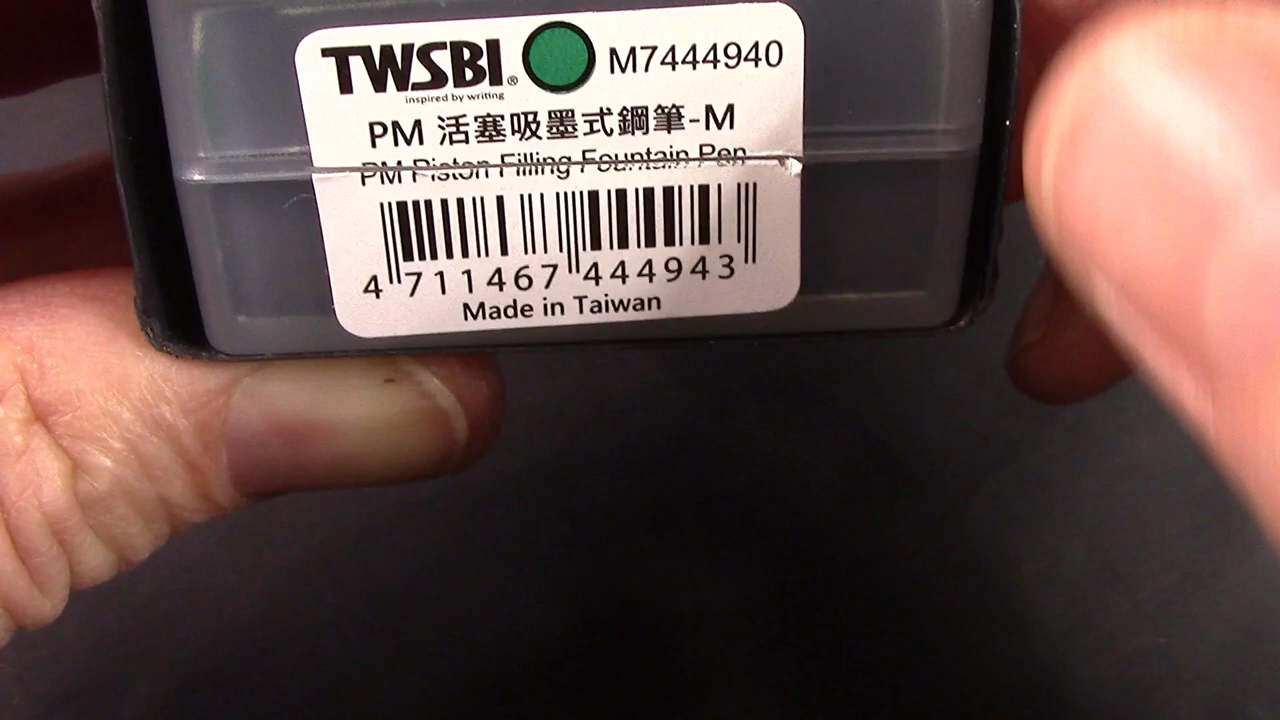 TWSBI® M7444940
inspired by writing
PM 活塞吸墨式鋼筆-M
PM Piston Filling Fountain Pen
4 711467 444943
Made in Taiwan